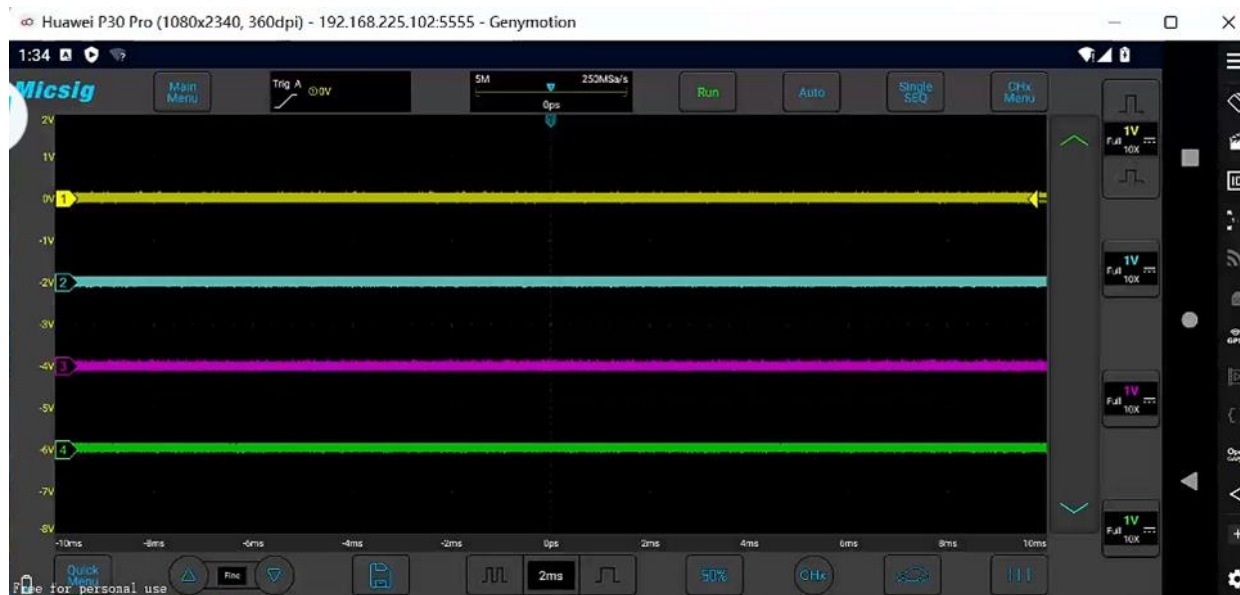 Huawei P30 Pro (1080x2340, 360dpi) - 192.168.225.102:5555 - Genymotion
1:34
Micsig
Main
Menu
Trig A
0V
5M
250MSa/s
0ps
Run
Auto
Single
SEQ
CHx
Menu
2V
1V
0V
-1V
-2V
-3V
-4V
-5V
-6V
-7V
-8V
1
2
3
4
1V
Full
10X
1V
Full
10X
1V
Full
10X
1V
Full
10X
-10ms
-8ms
-6ms
-4ms
-2ms
0ps
2ms
4ms
6ms
8ms
10ms
Quick
Menu
Fine
2ms
50%
CHx
Free for personal use
ID
GPS